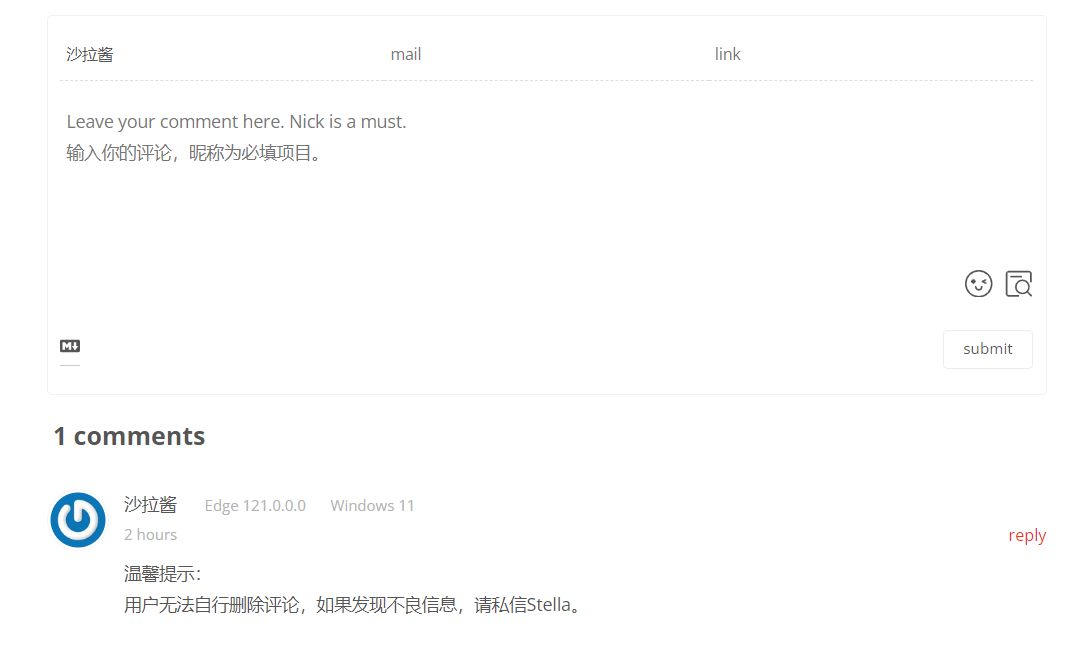 沙拉酱 mail link
Leave your comment here. Nick is a must.
输入你的评论，昵称为必填项目。
M
submit
1 comments
沙拉酱 Edge 121.0.0.0 Windows 11
2 hours
reply
温馨提示：
用户无法自行删除评论，如果发现不良信息，请私信Stella。